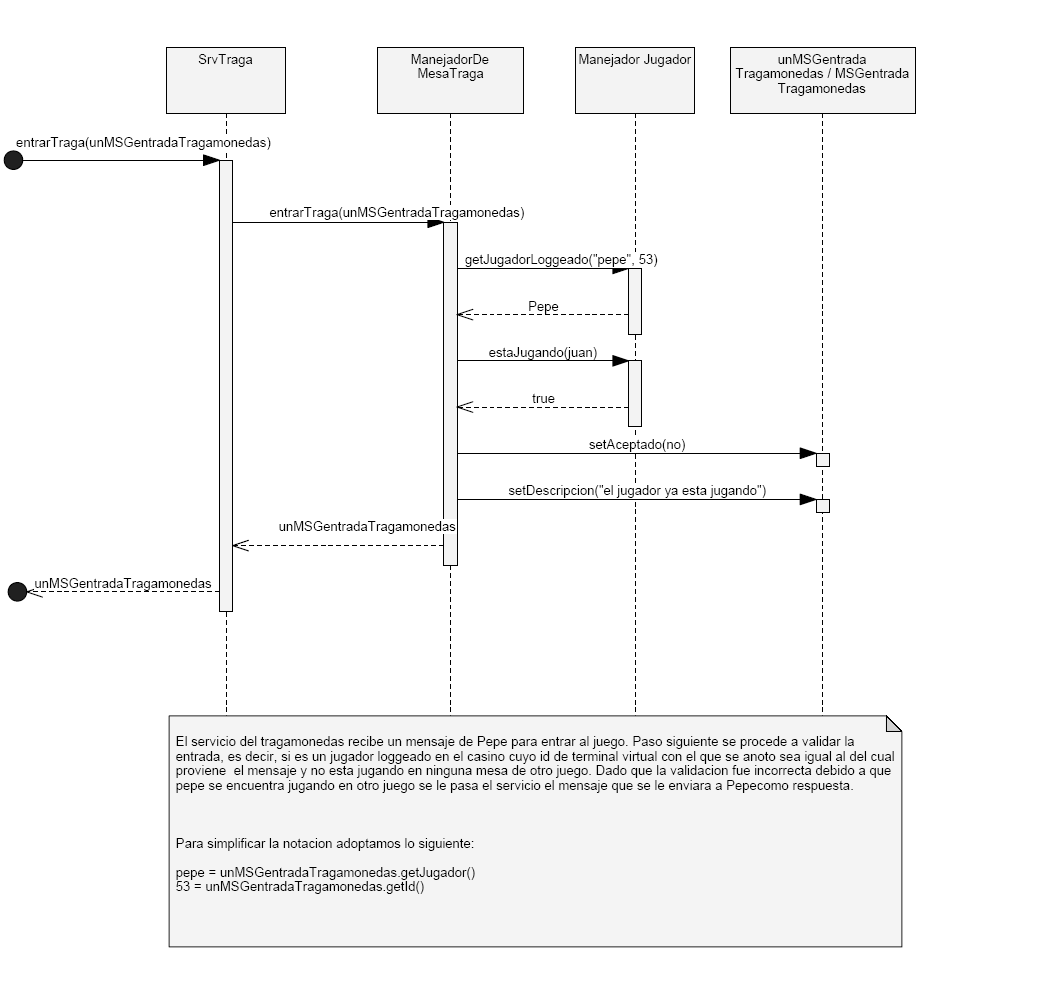 SrvTraga
ManejadorDe
MesaTraga
Manejador Jugador
unMSGentrada
Tragamonedas / MSGentrada
Tragamonedas
entrarTraga(unMSGentradaTragamonedas)
entrarTraga(unMSGentradaTragamonedas)
getJugadorLoggeado("pepe", 53)
Pepe
estaJugando(juan)
true
setAceptado(no)
setDescripcion("el jugador ya esta jugando")
unMSGentradaTragamonedas
unMSGentradaTragamonedas
El servicio del tragamonedas recibe un mensaje de Pepe para entrar al juego. Paso siguiente se procede a validar la
entrada, es decir, si es un jugador loggeado en el casino cuyo id de terminal virtual con el que se anoto sea igual al del cual
proviene  el mensaje y no esta jugando en ninguna mesa de otro juego. Dado que la validacion fue incorrecta debido a que
pepe se encuentra jugando en otro juego se le pasa el servicio el mensaje que se le enviara a Pepecomo respuesta.
Para simplificar la notacion adoptamos lo siguiente:
pepe = unMSGentradaTragamonedas.getJugador()
53 = unMSGentradaTragamonedas.getId()